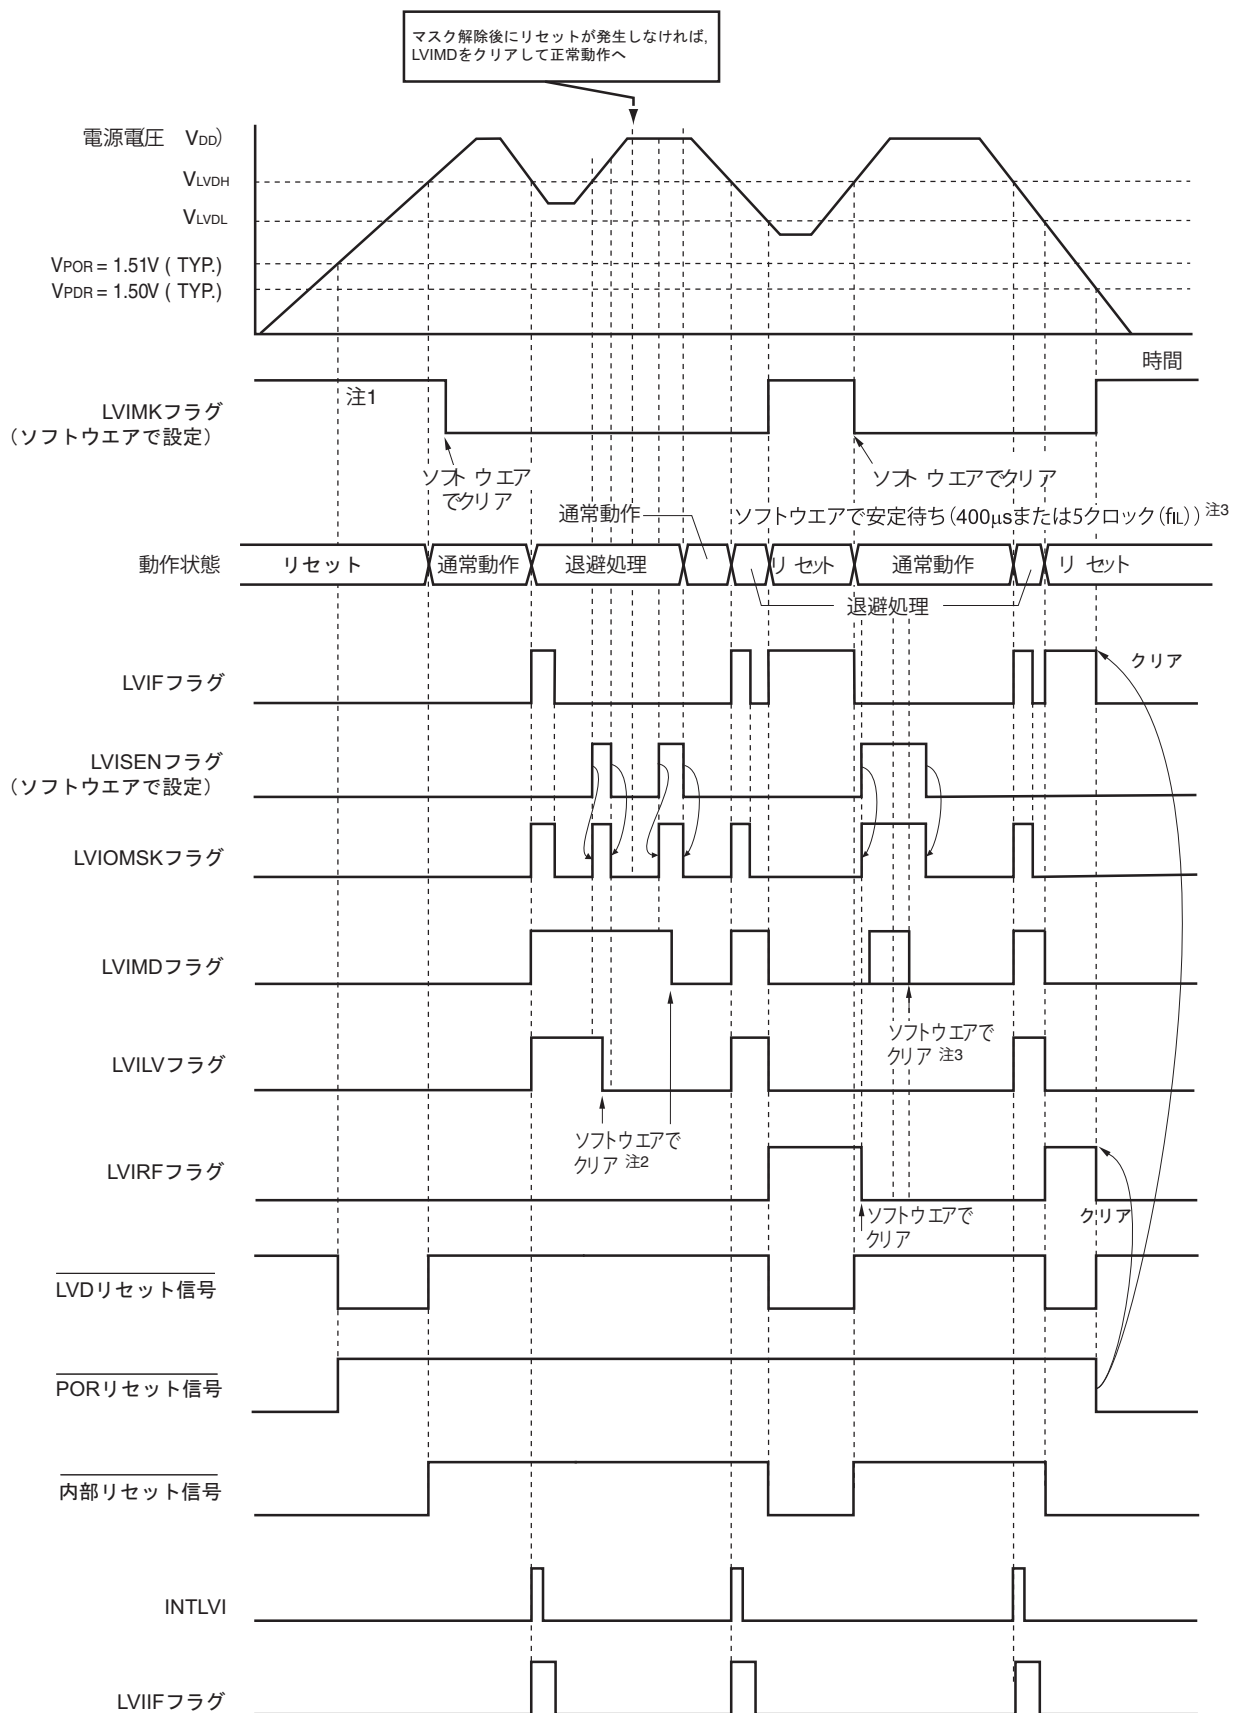 マスク解除後にリセットが発生しなければ,
LVIMDをクリアして正常動作へ
電源電圧 VDD)
VLVDH
VLVDL
VPOR = 1.51V ( TYP.)
VPDR = 1.50V ( TYP.)
時間
注1
LVIMKフラグ
(ソフトウエアで設定)
ソフト ウエア
でクリア
ソフト ウエアでクリア
通常動作
ソフトウエアで安定待ち(400μsまたは5クロック(fIL))注3
動作状態
リセット
通常動作
退避処理
リ セット
通常動作
リ セット
退避処理
クリア
LVIFフラグ
LVISENフラグ
(ソフトウエアで設定)
LVIOMSKフラグ
LVIMDフラグ
ソフトウエアで
クリア 注3
LVILVフラグ
ソフトウエアで
クリア 注2
LVIRFフラグ
ソフトウエアで
クリア
クリア
LVDリセット信号
PORリセット信号
内部リセット信号
INTLVI
LVIIFフラグ